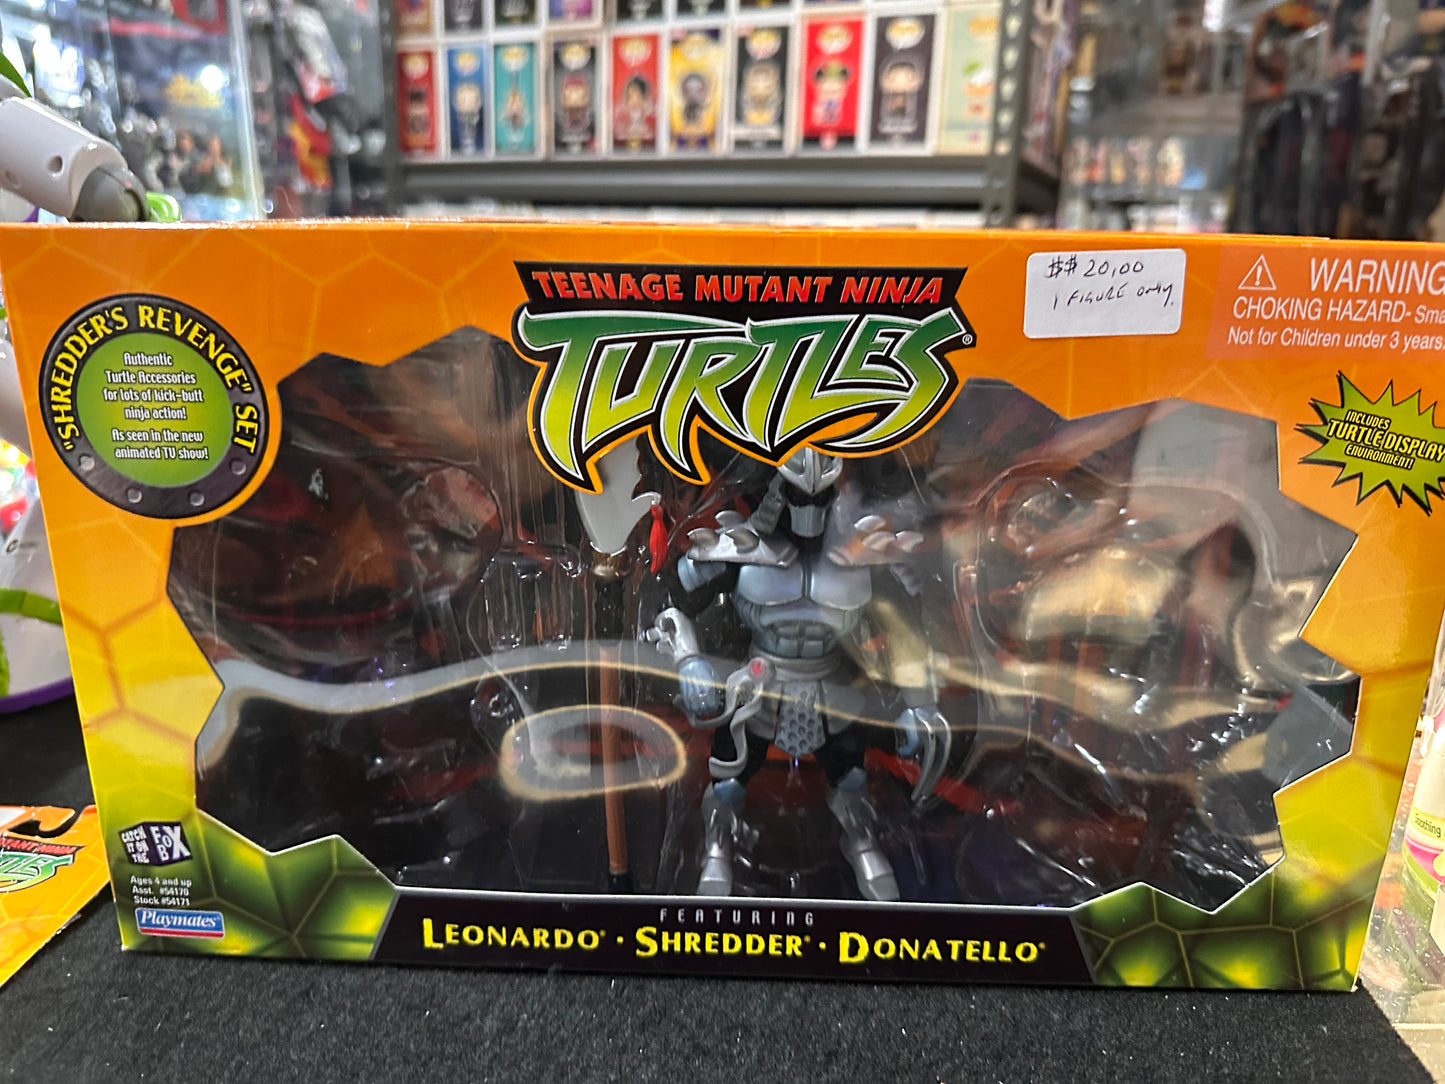 TEENAGE MUTANT NINJA
TURTLES®
$$ 20.00
1 FIGURE ONLY.
WARNING
CHOKING HAZARD- Sma
Not for Children under 3 years.
"SHREDDER'S REVENGE" SET
Authentic
Turtle Accessories
for lots of kick-butt
ninja action!
As seen in the new
animated TV show!
INCLUDES
TURTLE DISPLAY
ENVIRONMENT!
CATCH
IT ON
THE
FOX
BOX
Ages 4 and up
Asst. #54170
Stock #54171
Playmates
FEATURING
LEONARDO • SHREDDER • DONATELLO
Soothing